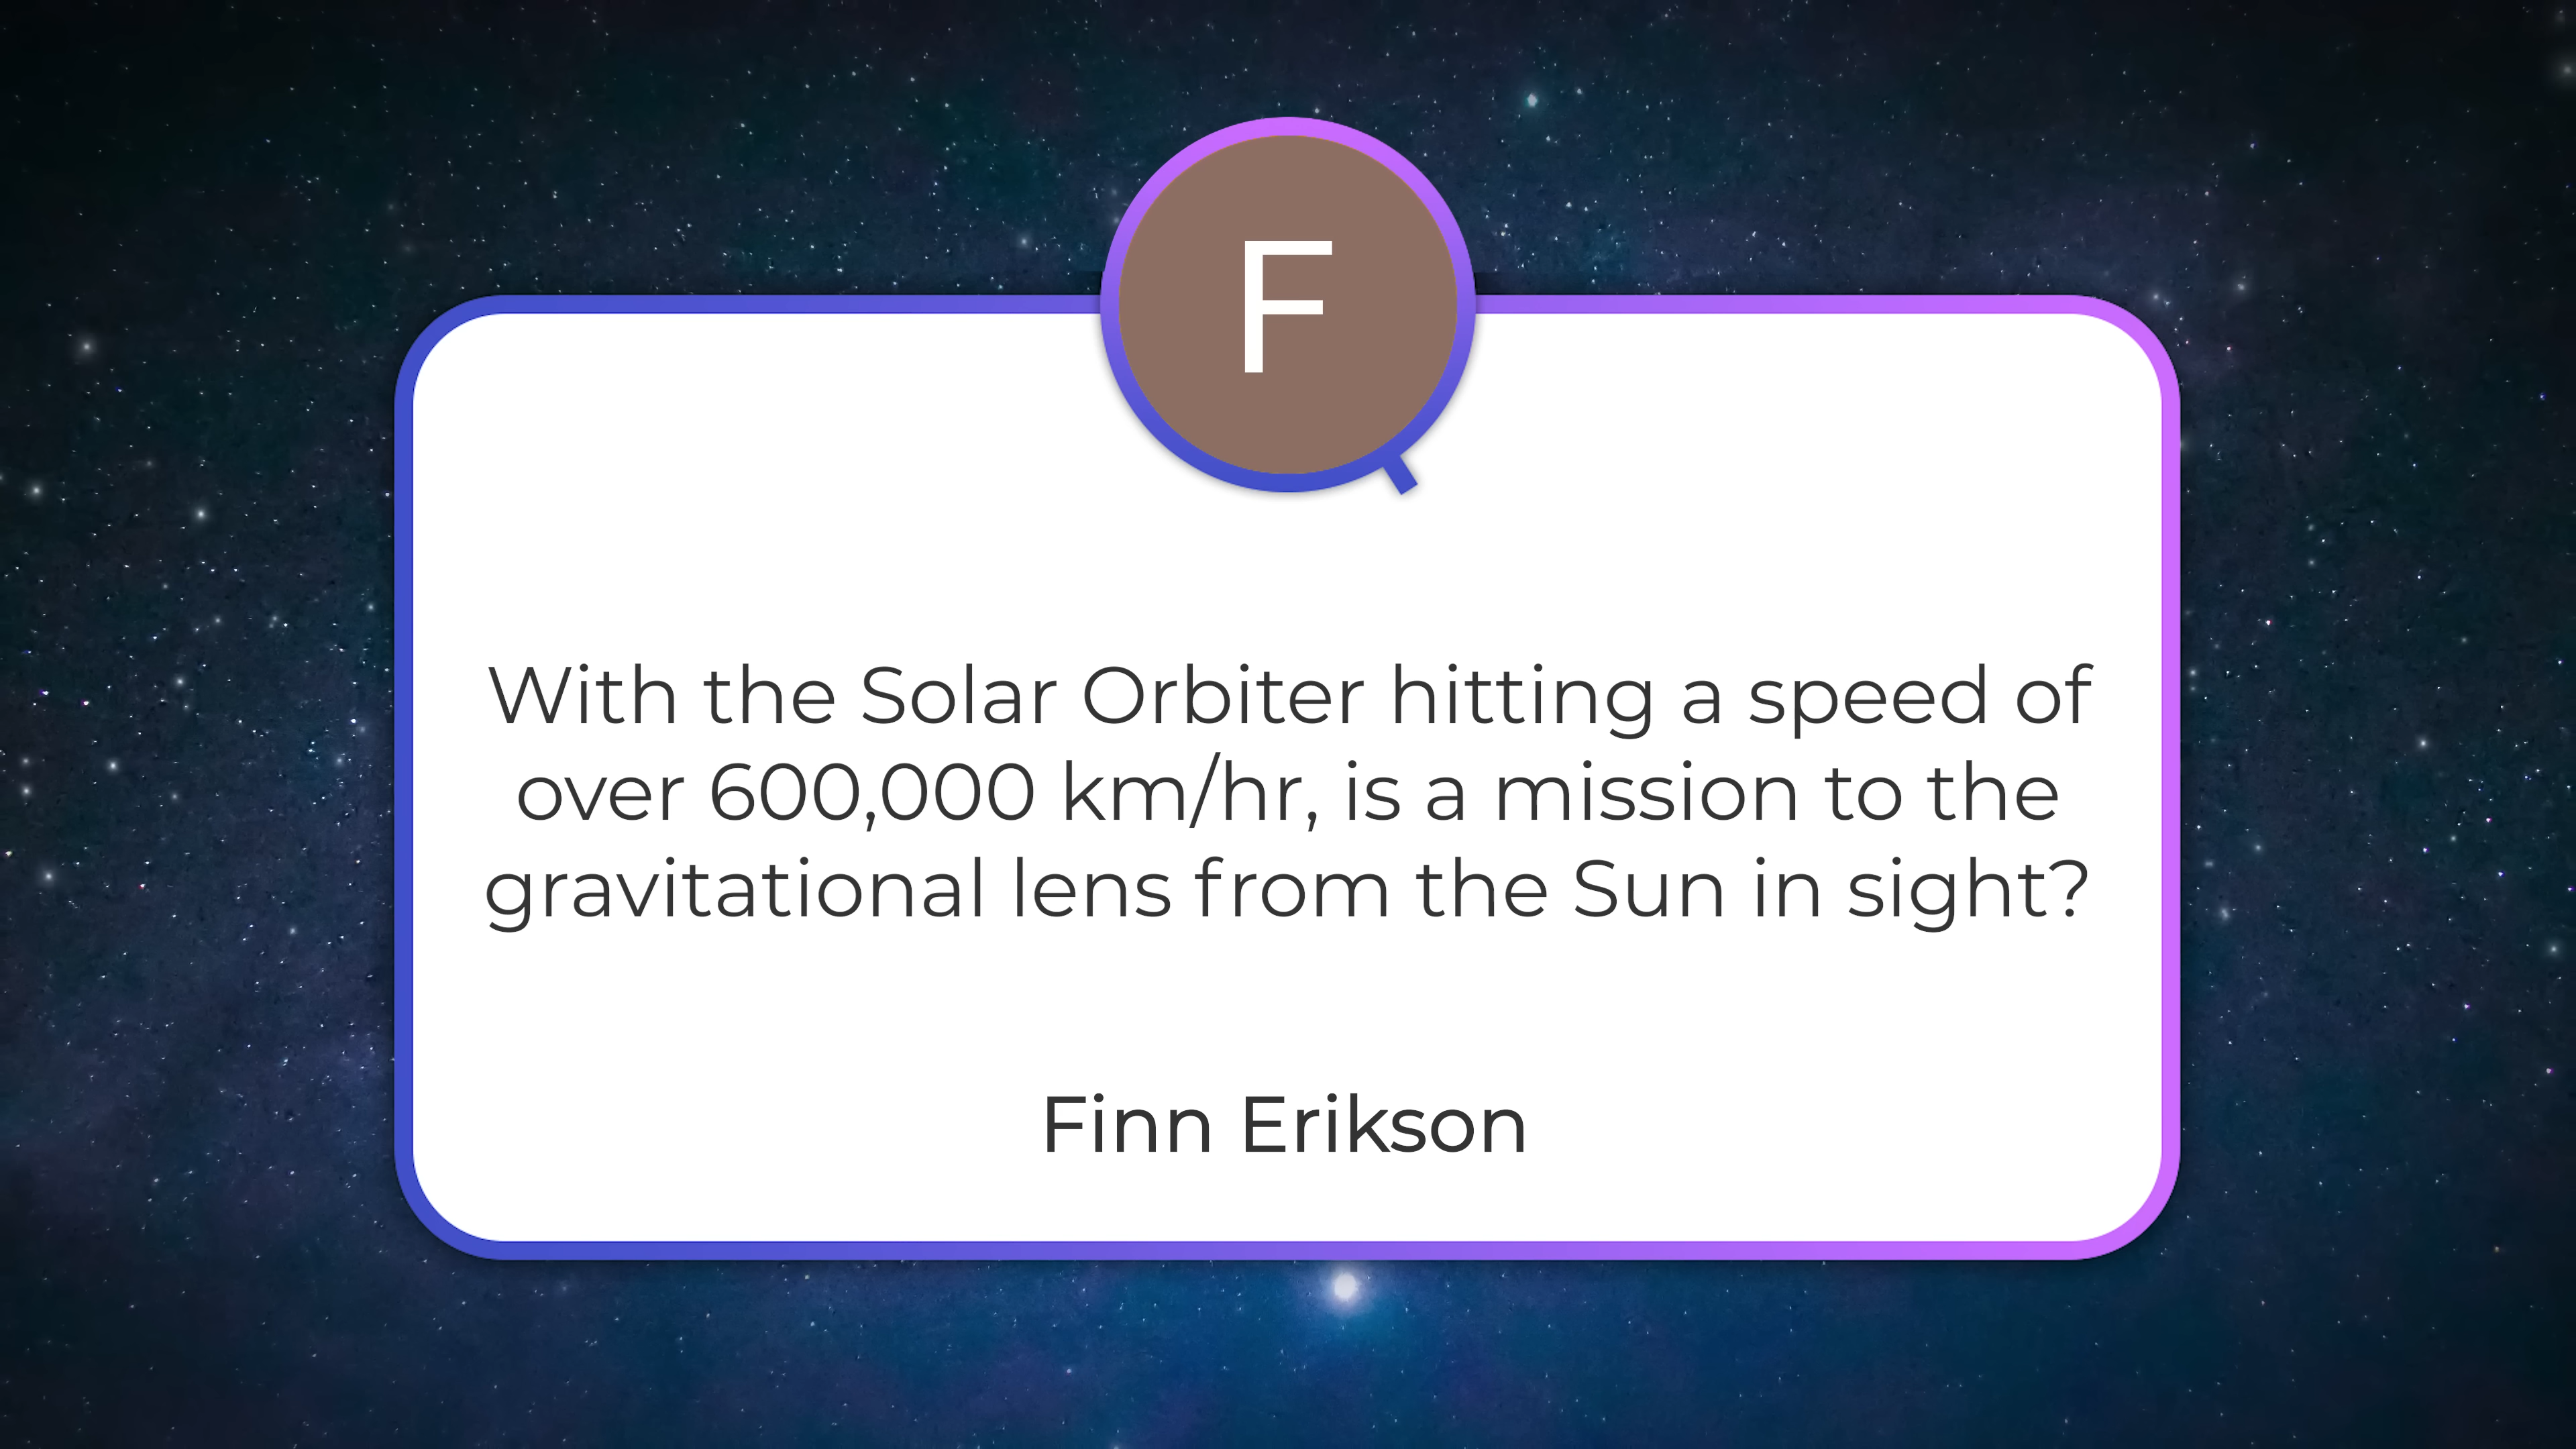 F
With the Solar Orbiter hitting a speed of
over 600,000 km/hr, is a mission to the
gravitational lens from the Sun in sight?
Finn Erikson